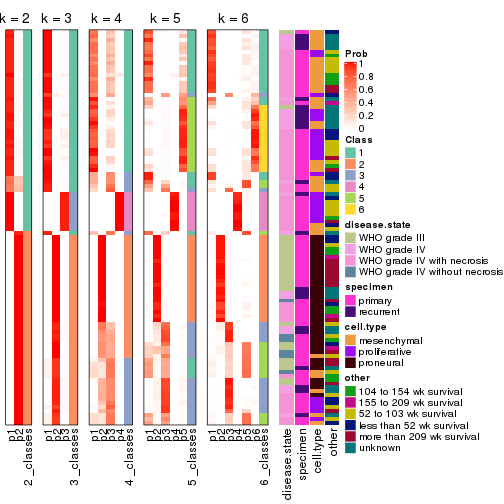 k = 2 k = 3 k = 4 k = 5 k = 6
Prob
1
0.8
0.6
0.4
0.2
0
Class
1
2
3
4
5
6
disease.state
WHO grade III
WHO grade IV
WHO grade IV with necrosis
WHO grade IV without necrosis
specimen
primary
recurrent
cell.type
mesenchymal
proliferative
proneural
other
104 to 154 wk survival
155 to 209 wk survival
52 to 103 wk survival
less than 52 wk survival
more than 209 wk survival
unknown
p1 p2 2_classes p1 p2 p3 3_classes p1 p2 p3 p4 4_classes p1 p2 p3 p4 p5 5_classes p1 p2 p3 p4 p5 p6 6_classes disease.state specimen cell.type other